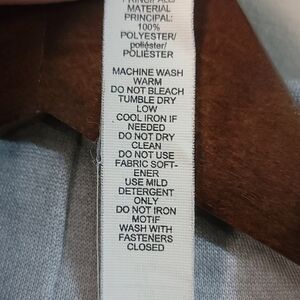 MATERIAL
PRINCIPAL:
100%
POLYESTER/
poliéster/
POLIÉSTER
MACHINE WASH
WARM
DO NOT BLEACH
TUMBLE DRY
LOW
COOL IRON IF
NEEDED
DO NOT DRY
CLEAN
DO NOT USE
FABRIC SOFT-
ENER
USE MILD
DETERGENT
ONLY
DO NOT IRON
MOTIF
WASH WITH
FASTENERS
CLOSED